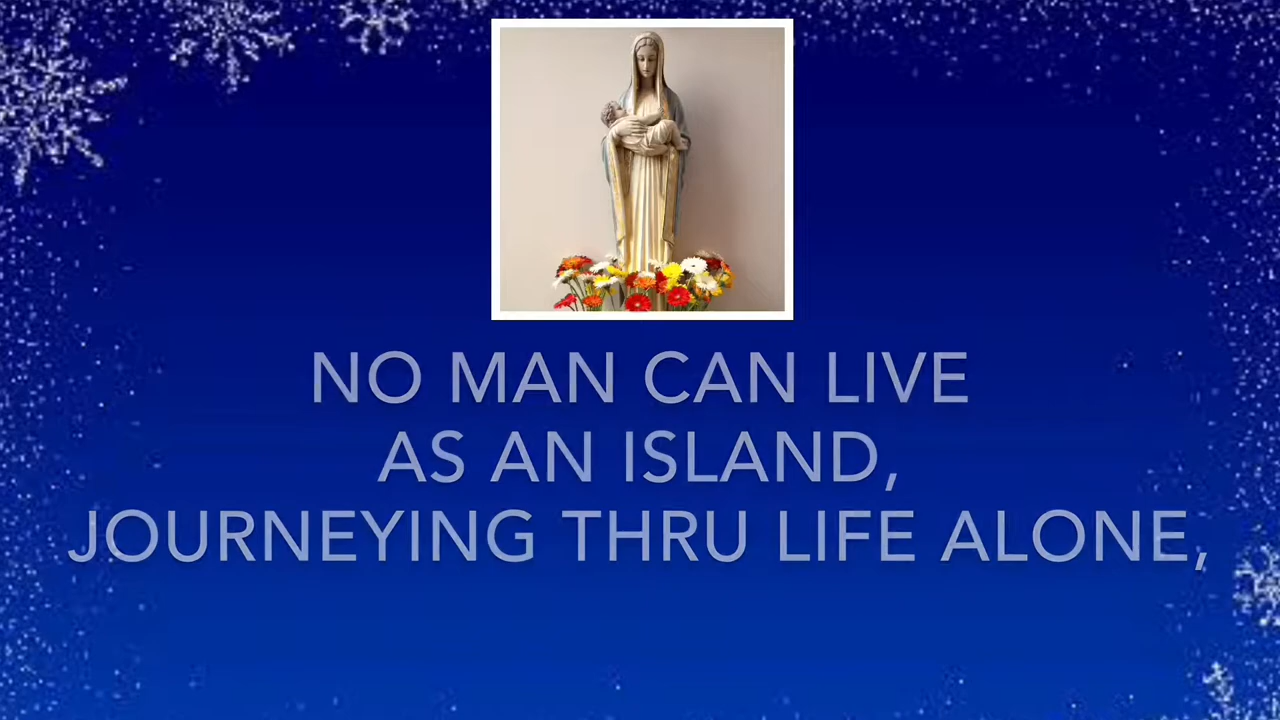 NO MAN CAN LIVE
AS AN ISLAND,
JOURNEYING THRU LIFE ALONE,